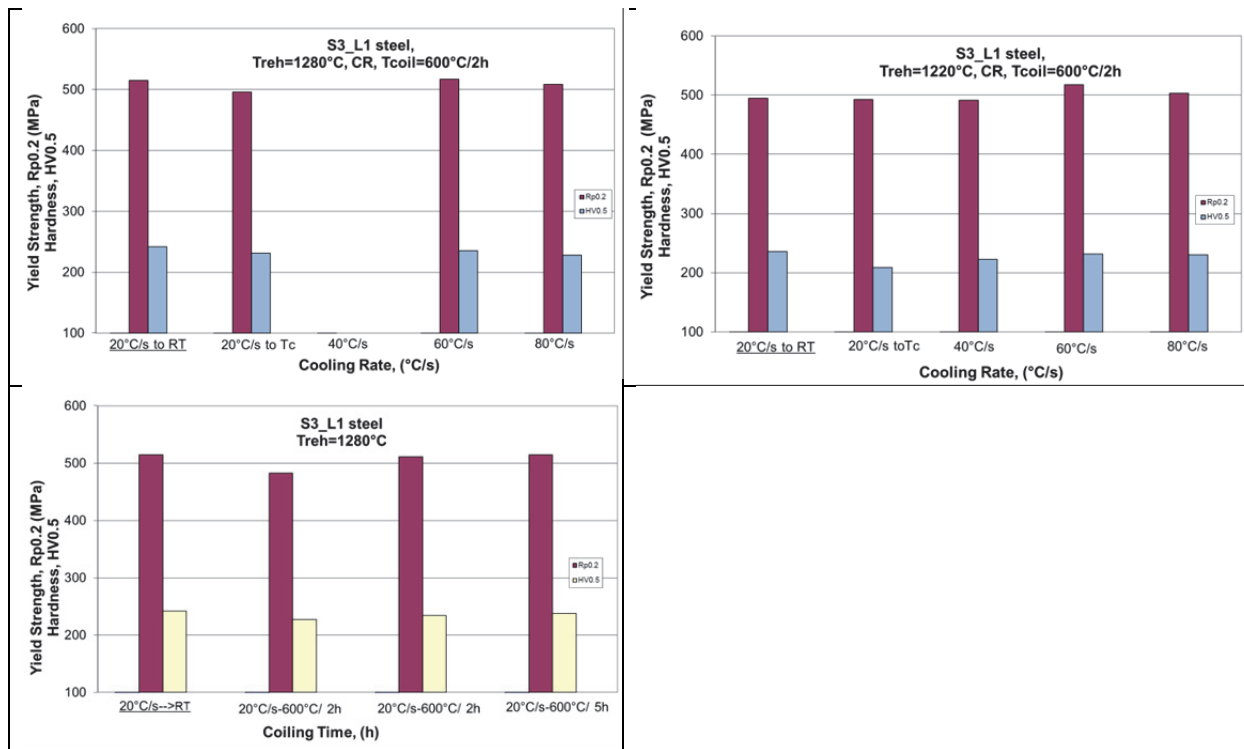 S3_L1 steel,
Treh=1280°C, CR, Tcoil=600°C/2h
Yield Strength, Rp0.2 (MPa)
Hardness, HV0.5
600
500
400
300
200
100
Rp0.2
HV0.5
20°C/s to RT
20°C/s to Tc
40°C/s
60°C/s
80°C/s
Cooling Rate, (°C/s)
S3_L1 steel,
Treh=1220°C, CR, Tcoil=600°C/2h
Yield Strength, Rp0.2 (MPa)
Hardness, HV0.5
600
500
400
300
200
100
Rp0.2
HV0.5
20°C/s to RT
20°C/s toTc
40°C/s
60°C/s
80°C/s
Cooling Rate, (°C/s)
S3_L1 steel
Treh=1280°C
Yield Strength, Rp0.2 (MPa)
Hardness, HV0.5
600
500
400
300
200
100
Rp0.2
HV0.5
20°C/s-->RT
20°C/s-600°C/ 2h
20°C/s-600°C/ 2h
20°C/s-600°C/ 5h
Coiling Time, (h)